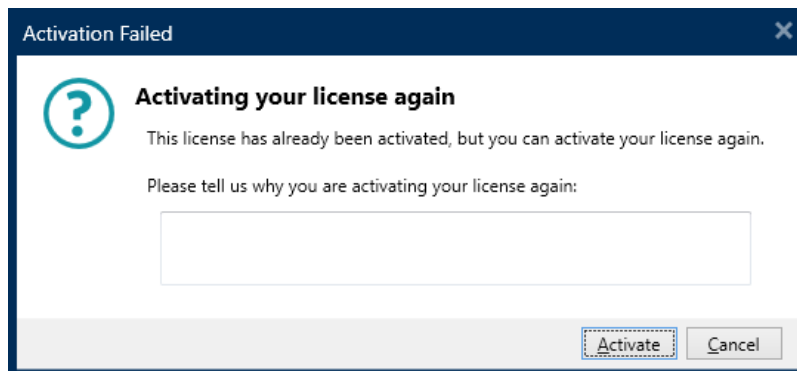 Activation Failed
Activating your license again
This license has already been activated, but you can activate your license again.
Please tell us why you are activating your license again:
Activate Cancel